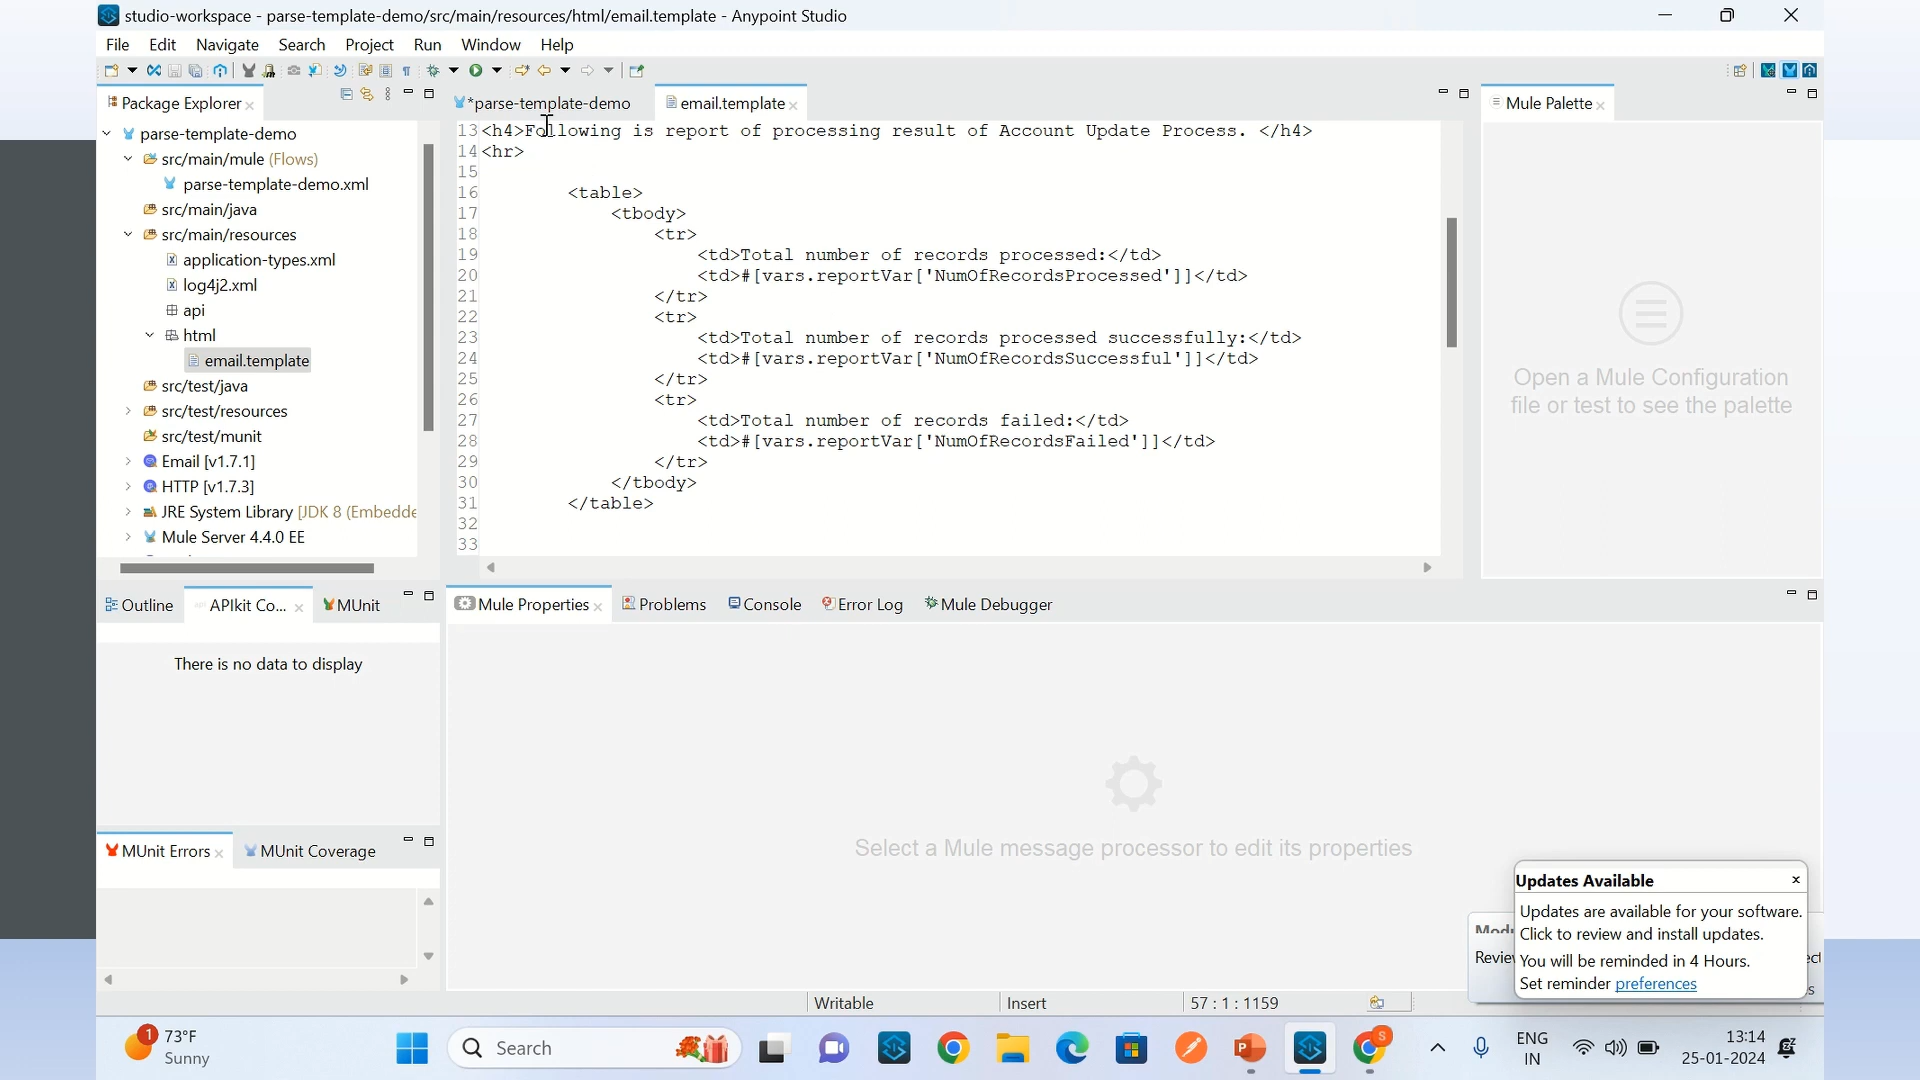 studio-workspace - parse-template-demo/src/main/resources/html/email.template - Anypoint Studio
File Edit Navigate Search Project Run Window Help
Package Explorer
*parse-template-demo
email.template
Mule Palette
parse-template-demo
src/main/mule (Flows)
parse-template-demo.xml
src/main/java
src/main/resources
application-types.xml
log4j2.xml
api
html
email.template
src/test/java
src/test/resources
src/test/munit
Email [v1.7.1]
HTTP [v1.7.3]
JRE System Library [JDK 8 (Embedde
Mule Server 4.4.0 EE
13 <h4>Following is report of processing result of Account Update Process. </h4>
14 <hr>
15
16 <table>
17 <tbody>
18 <tr>
19 <td>Total number of records processed:</td>
20 <td>#[vars.reportVar['NumOfRecordsProcessed']]</td>
21 </tr>
22 <tr>
23 <td>Total number of records processed successfully:</td>
24 <td>#[vars.reportVar['NumOfRecordsSuccessful']]</td>
25 </tr>
26 <tr>
27 <td>Total number of records failed:</td>
28 <td>#[vars.reportVar['NumOfRecordsFailed']]</td>
29 </tr>
30 </tbody>
31 </table>
32
33
Open a Mule Configuration
file or test to see the palette
Outline
APIkit Co...
MUnit
There is no data to display
Mule Properties
Problems
Console
Error Log
Mule Debugger
Select a Mule message processor to edit its properties
MUnit Errors
MUnit Coverage
Updates Available
Updates are available for your software.
Click to review and install updates.
You will be reminded in 4 Hours.
Set reminder preferences
Writable
Insert
57 : 1 : 1159
1
73°F
Sunny
Search
S
ENG
IN
13:14
25-01-2024